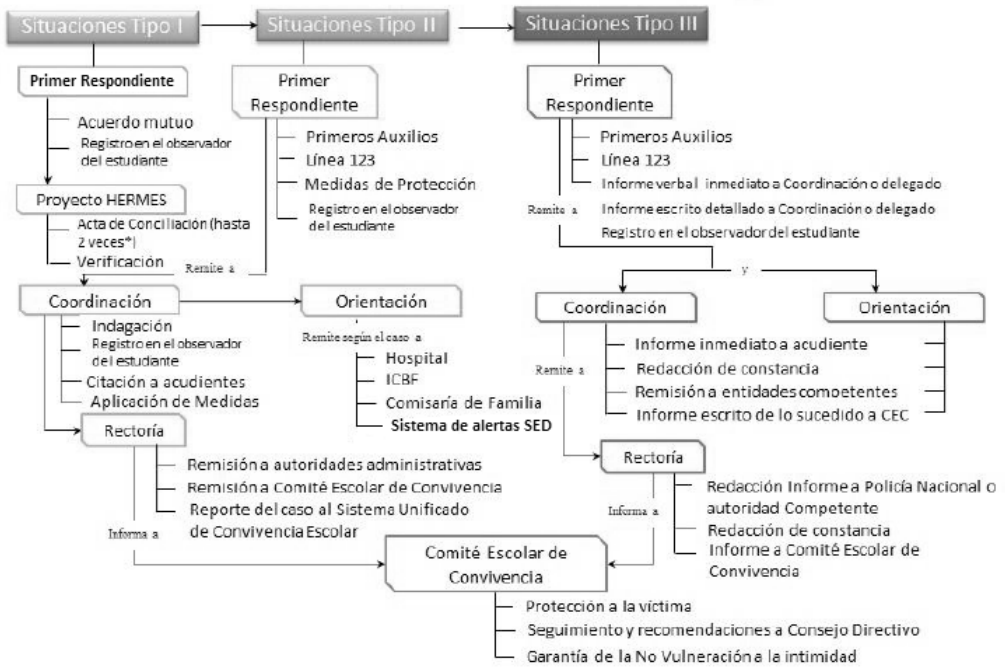 Situaciones Tipo I
Situaciones Tipo II
Situaciones Tipo III
Primer Respondiente
Acuerdo mutuo
Registro en el observador
del estudiante
Proyecto HERMES
Acta de Conciliación (hasta
2 veces*)
Verificación
Primer
Respondiente
Primeros Auxilios
Línea 123
Medidas de Protección
Registro en el observador
del estudiante
Remite a
Coordinación
Indagación
Registro en el observador
del estudiante
Citación a acudientes
Aplicación de Medidas
Orientación
Remite según el caso a
Hospital
ICBF
Comisaría de Familia
Sistema de alertas SED
Rectoría
Remisión a autoridades administrativas
Remisión a Comité Escolar de Convivencia
Reporte del caso al Sistema Unificado
de Convivencia Escolar
Informa a
Primer
Respondiente
Primeros Auxilios
Línea 123
Informe verbal inmediato a Coordinación o delegado
Remite a
Informe escrito detallado a Coordinación o delegado
Registro en el observador del estudiante
y
Coordinación
Orientación
Informe inmediato a acudiente
Remite a
Redacción de constancia
Remisión a entidades competentes
Informe escrito de lo sucedido a CEC
Rectoría
Redacción Informe a Policía Nacional o
autoridad Competente
Informa a
Redacción de constancia
Informe a Comité Escolar de
Convivencia
Comité Escolar de
Convivencia
Protección a la víctima
Seguimiento y recomendaciones a Consejo Directivo
Garantía de la No Vulneración a la intimidad